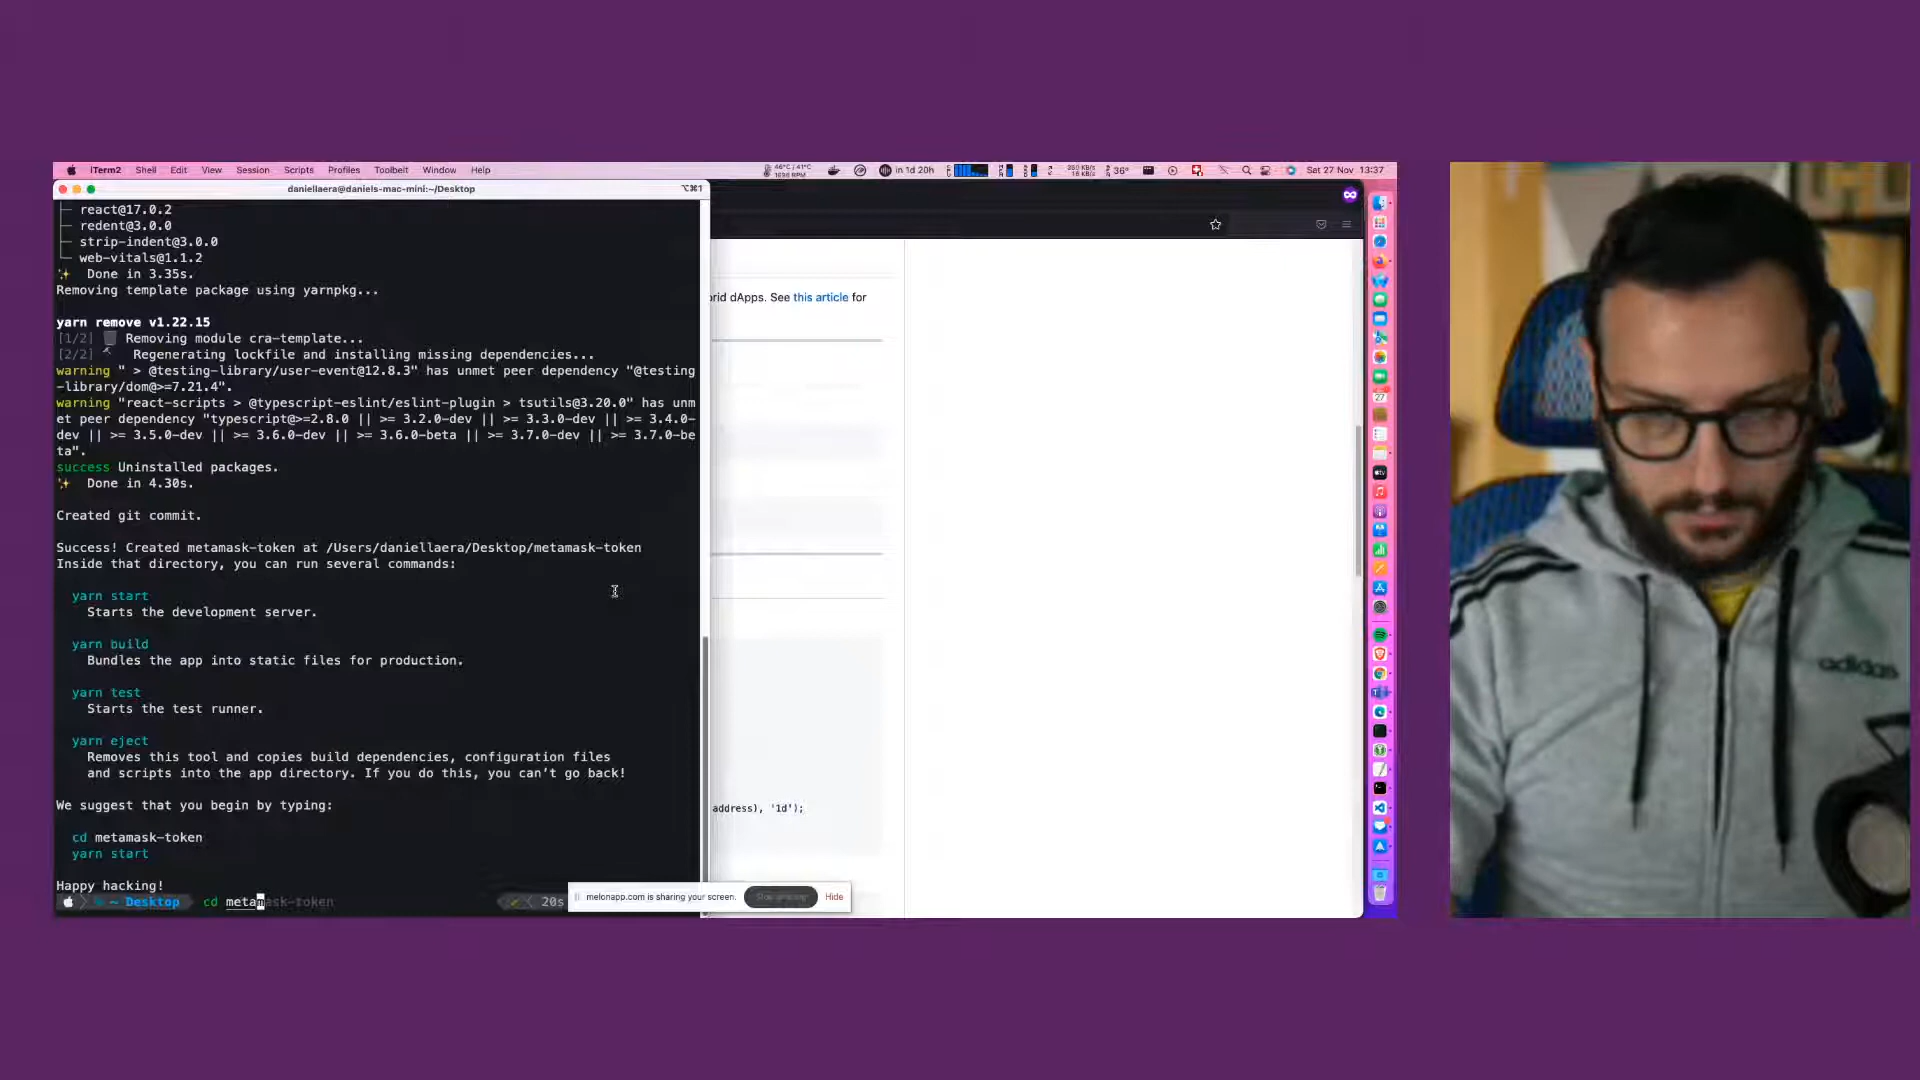 iTerm2 Shell Edit View Session Scripts Profiles Toolbelt Window Help
in 1d 20h
36°
Sat 27 Nov 13:37
daniellaera@daniels-mac-mini:~/Desktop
⌥⌘1
├─ react@17.0.2
├─ redent@3.0.0
├─ strip-indent@3.0.0
└─ web-vitals@1.1.2
✨ Done in 3.35s.
Removing template package using yarnpkg...
yarn remove v1.22.15
[1/2] 🗑 Removing module cra-template...
[2/2] 🔨 Regenerating lockfile and installing missing dependencies...
warning " > @testing-library/user-event@12.8.3" has unmet peer dependency "@testing
-library/dom@>=7.21.4".
warning "react-scripts > @typescript-eslint/eslint-plugin > tsutils@3.20.0" has unm
et peer dependency "typescript@>=2.8.0 || >= 3.2.0-dev || >= 3.3.0-dev || >= 3.4.0-
dev || >= 3.5.0-dev || >= 3.6.0-dev || >= 3.6.0-beta || >= 3.7.0-dev || >= 3.7.0-be
ta".
success Uninstalled packages.
✨ Done in 4.30s.
Created git commit.
Success! Created metamask-token at /Users/daniellaera/Desktop/metamask-token
Inside that directory, you can run several commands:
yarn start
Starts the development server.
yarn build
Bundles the app into static files for production.
yarn test
Starts the test runner.
yarn eject
Removes this tool and copies build dependencies, configuration files
and scripts into the app directory. If you do this, you can’t go back!
We suggest that you begin by typing:
cd metamask-token
yarn start
Happy hacking!
~ Desktop cd metamask-token
20s
melonapp.com is sharing your screen.
Hide
rid dApps. See this article for
address), '1d');
27
adidas